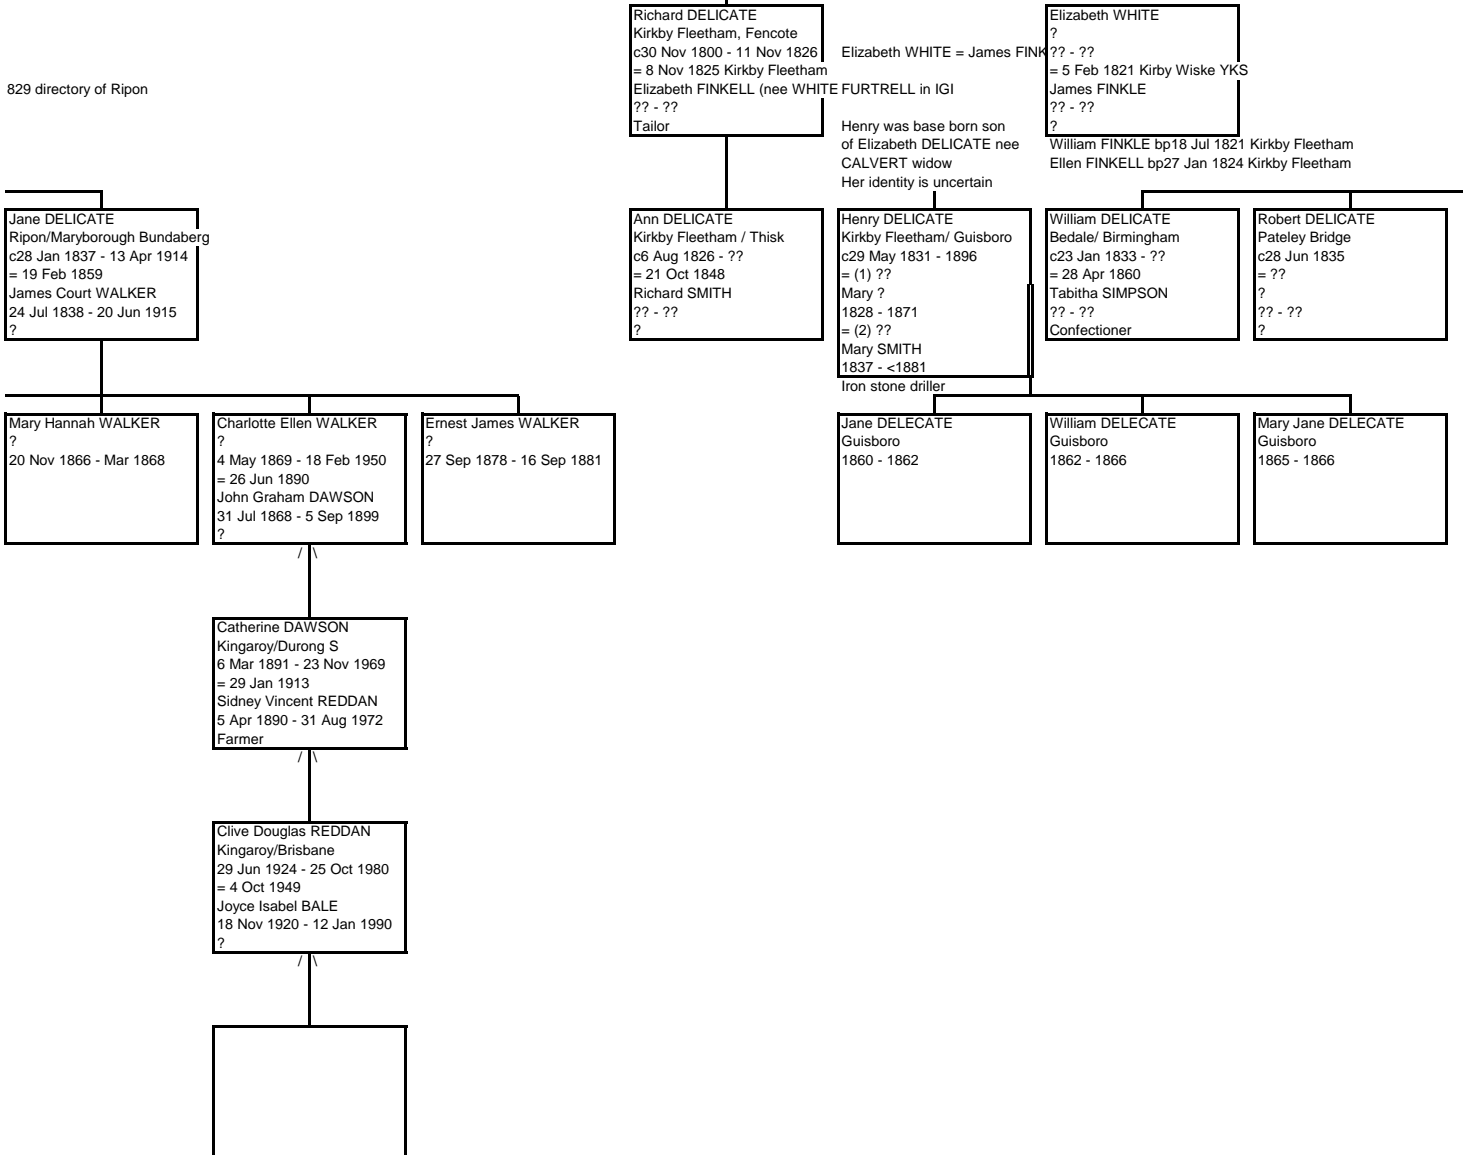 Richard DELICATE
Kirkby Fleetham, Fencote
c30 Nov 1800 - 11 Nov 1826
= 8 Nov 1825 Kirkby Fleetham
Elizabeth FINKELL (nee WHITE
?? - ??
Tailor
Elizabeth WHITE = James FINK
FURTRELL in IGI
Elizabeth WHITE
?
?? - ??
= 5 Feb 1821 Kirby Wiske YKS
James FINKLE
?? - ??
?
829 directory of Ripon
Henry was base born son
of Elizabeth DELICATE nee
CALVERT widow
Her identity is uncertain
William FINKLE bp18 Jul 1821 Kirkby Fleetham
Ellen FINKELL bp27 Jan 1824 Kirkby Fleetham
Jane DELICATE
Ripon/Maryborough Bundaberg
c28 Jan 1837 - 13 Apr 1914
= 19 Feb 1859
James Court WALKER
24 Jul 1838 - 20 Jun 1915
?
Ann DELICATE
Kirkby Fleetham / Thisk
c6 Aug 1826 - ??
= 21 Oct 1848
Richard SMITH
?? - ??
?
Henry DELICATE
Kirkby Fleetham/ Guisboro
c29 May 1831 - 1896
= (1) ??
Mary ?
1828 - 1871
= (2) ??
Mary SMITH
1837 - <1881
Iron stone driller
William DELICATE
Bedale/ Birmingham
c23 Jan 1833 - ??
= 28 Apr 1860
Tabitha SIMPSON
?? - ??
Confectioner
Robert DELICATE
Pateley Bridge
c28 Jun 1835
= ??
?
?? - ??
?
Mary Hannah WALKER
?
20 Nov 1866 - Mar 1868
Charlotte Ellen WALKER
?
4 May 1869 - 18 Feb 1950
= 26 Jun 1890
John Graham DAWSON
31 Jul 1868 - 5 Sep 1899
?
Ernest James WALKER
?
27 Sep 1878 - 16 Sep 1881
Jane DELECATE
Guisboro
1860 - 1862
William DELECATE
Guisboro
1862 - 1866
Mary Jane DELECATE
Guisboro
1865 - 1866
/ \
Catherine DAWSON
Kingaroy/Durong S
6 Mar 1891 - 23 Nov 1969
= 29 Jan 1913
Sidney Vincent REDDAN
5 Apr 1890 - 31 Aug 1972
Farmer
/ \
Clive Douglas REDDAN
Kingaroy/Brisbane
29 Jun 1924 - 25 Oct 1980
= 4 Oct 1949
Joyce Isabel BALE
18 Nov 1920 - 12 Jan 1990
?
/ \